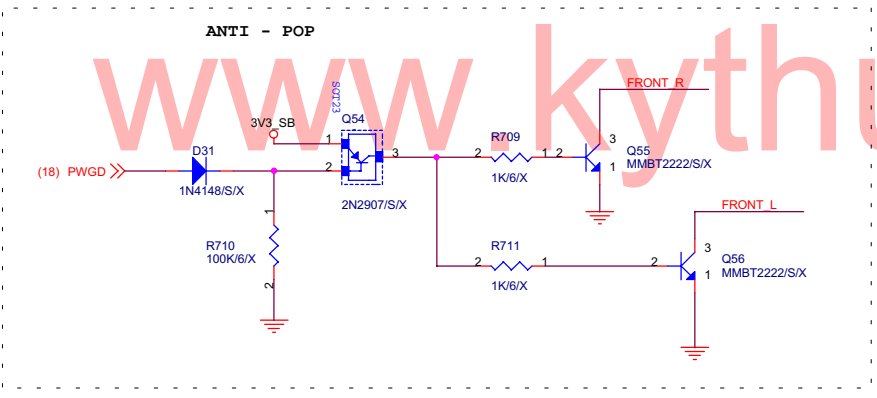 ANTI - POP
www.kythu
FRONT_R
SOT23
Q54
3V3_SB
1
3
2
D31
(18) PWGD
1N4148/S/X
2N2907/S/X
R709
2
1
1K/6/X
2
3
1
Q55
MMBT2222/S/X
FRONT_L
1
R710
100K/6/X
2
R711
2
1
1K/6/X
2
3
1
Q56
MMBT2222/S/X